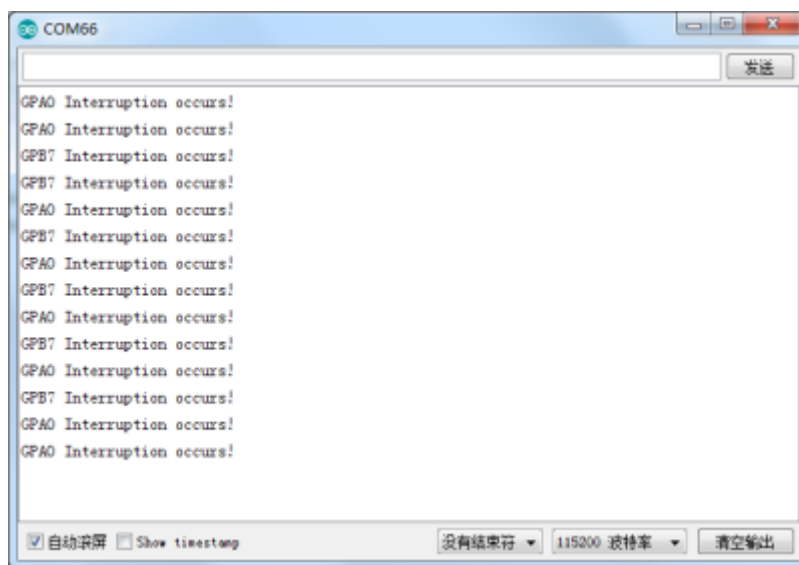 COM66
发送
GPA0 Interruption occurs!
GPA0 Interruption occurs!
GPB7 Interruption occurs!
GPB7 Interruption occurs!
GPA0 Interruption occurs!
GPB7 Interruption occurs!
GPA0 Interruption occurs!
GPB7 Interruption occurs!
GPA0 Interruption occurs!
GPB7 Interruption occurs!
GPA0 Interruption occurs!
GPB7 Interruption occurs!
GPA0 Interruption occurs!
GPA0 Interruption occurs!
自动滚屏 Show timestamp 没有结束符 115200 波特率 清空输出